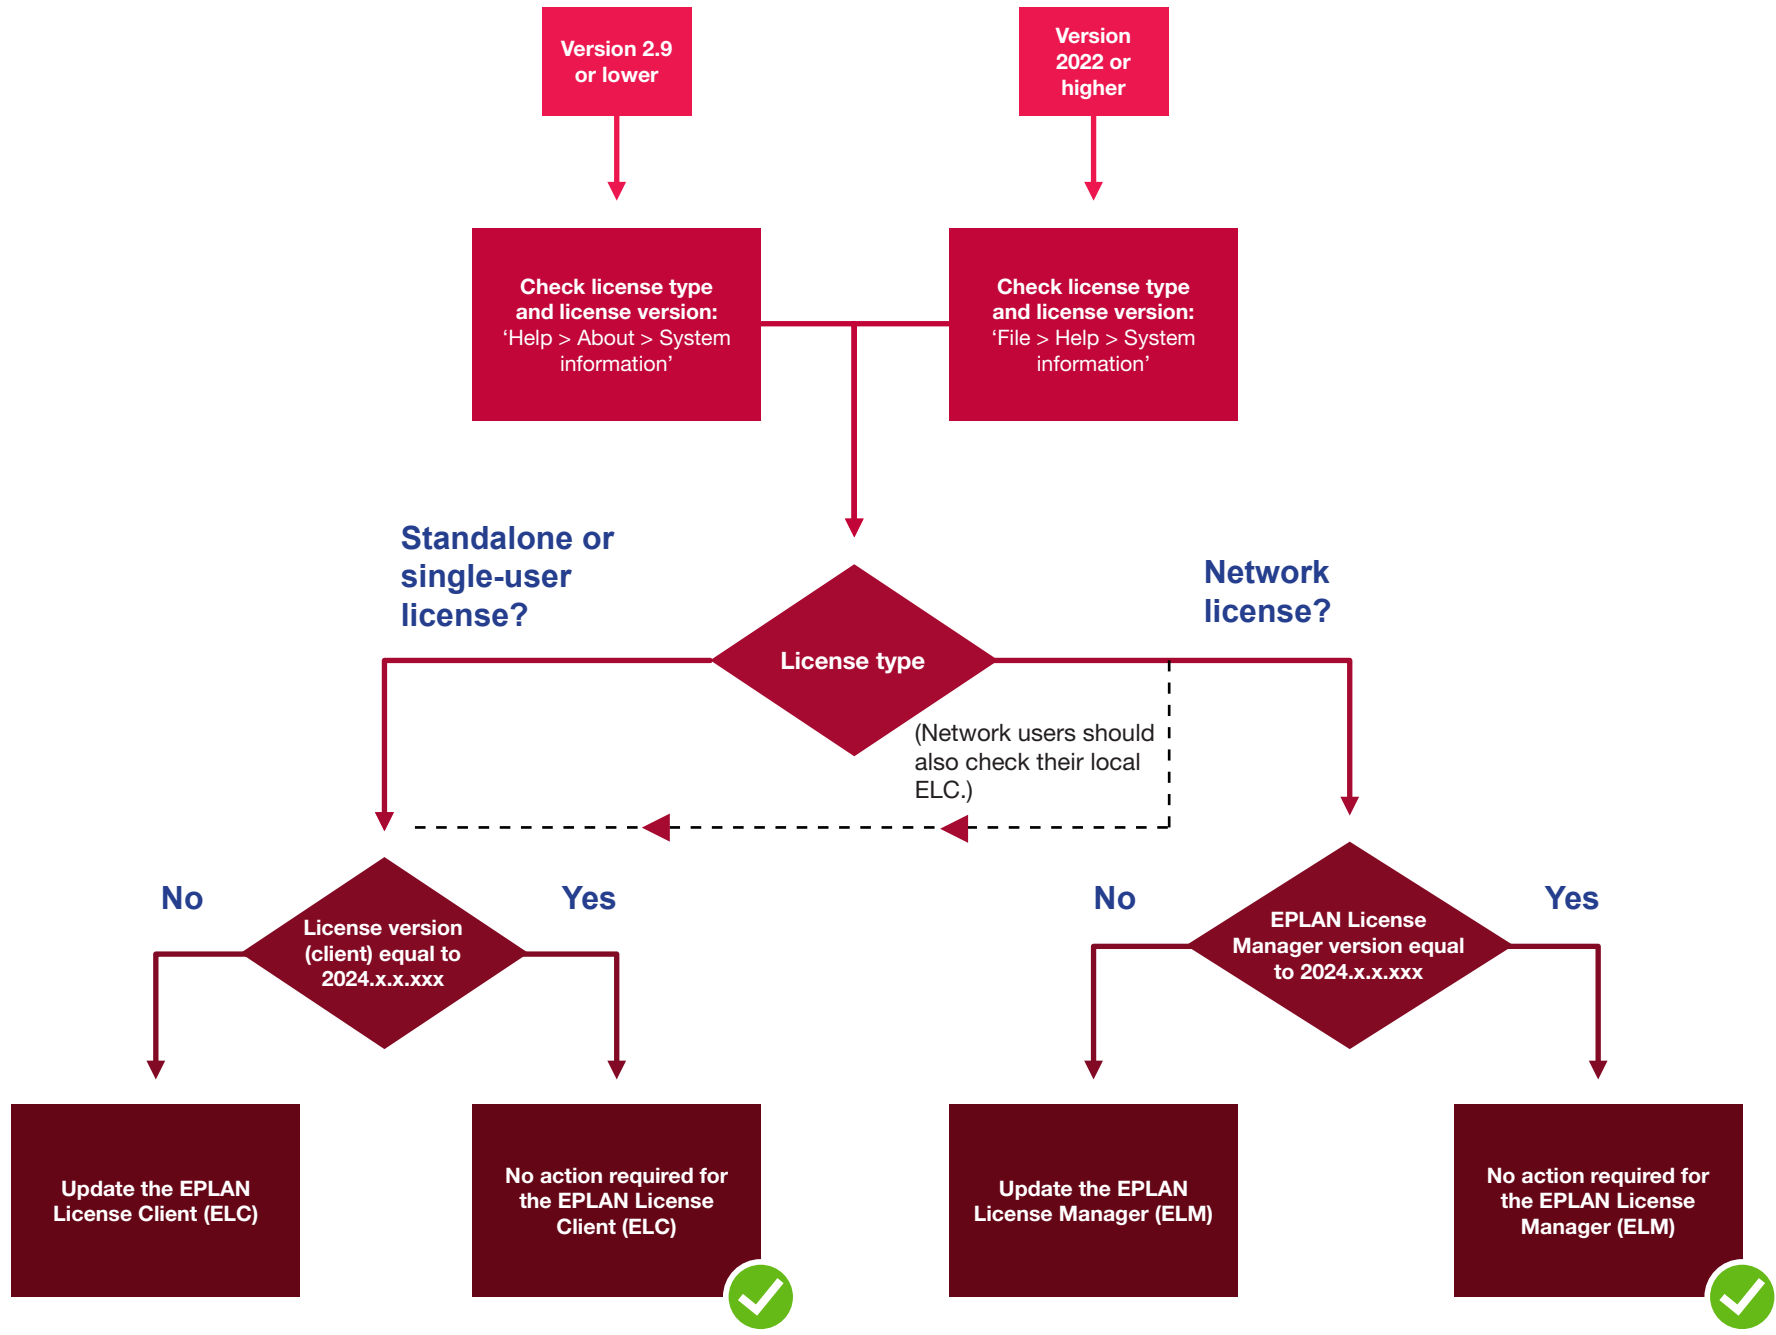 Version 2.9
or lower
Version
2022 or
higher
Check license type
and license version:
‘Help > About > System
information’
Check license type
and license version:
‘File > Help > System
information’
Standalone or
single-user
license?
Network
license?
License type
(Network users should
also check their local
ELC.)
No
Yes
No
Yes
License version
(client) equal to
2024.x.x.xxx
EPLAN License
Manager version equal
to 2024.x.x.xxx
Update the EPLAN
License Client (ELC)
No action required for
the EPLAN License
Client (ELC)
Update the EPLAN
License Manager (ELM)
No action required for
the EPLAN License
Manager (ELM)